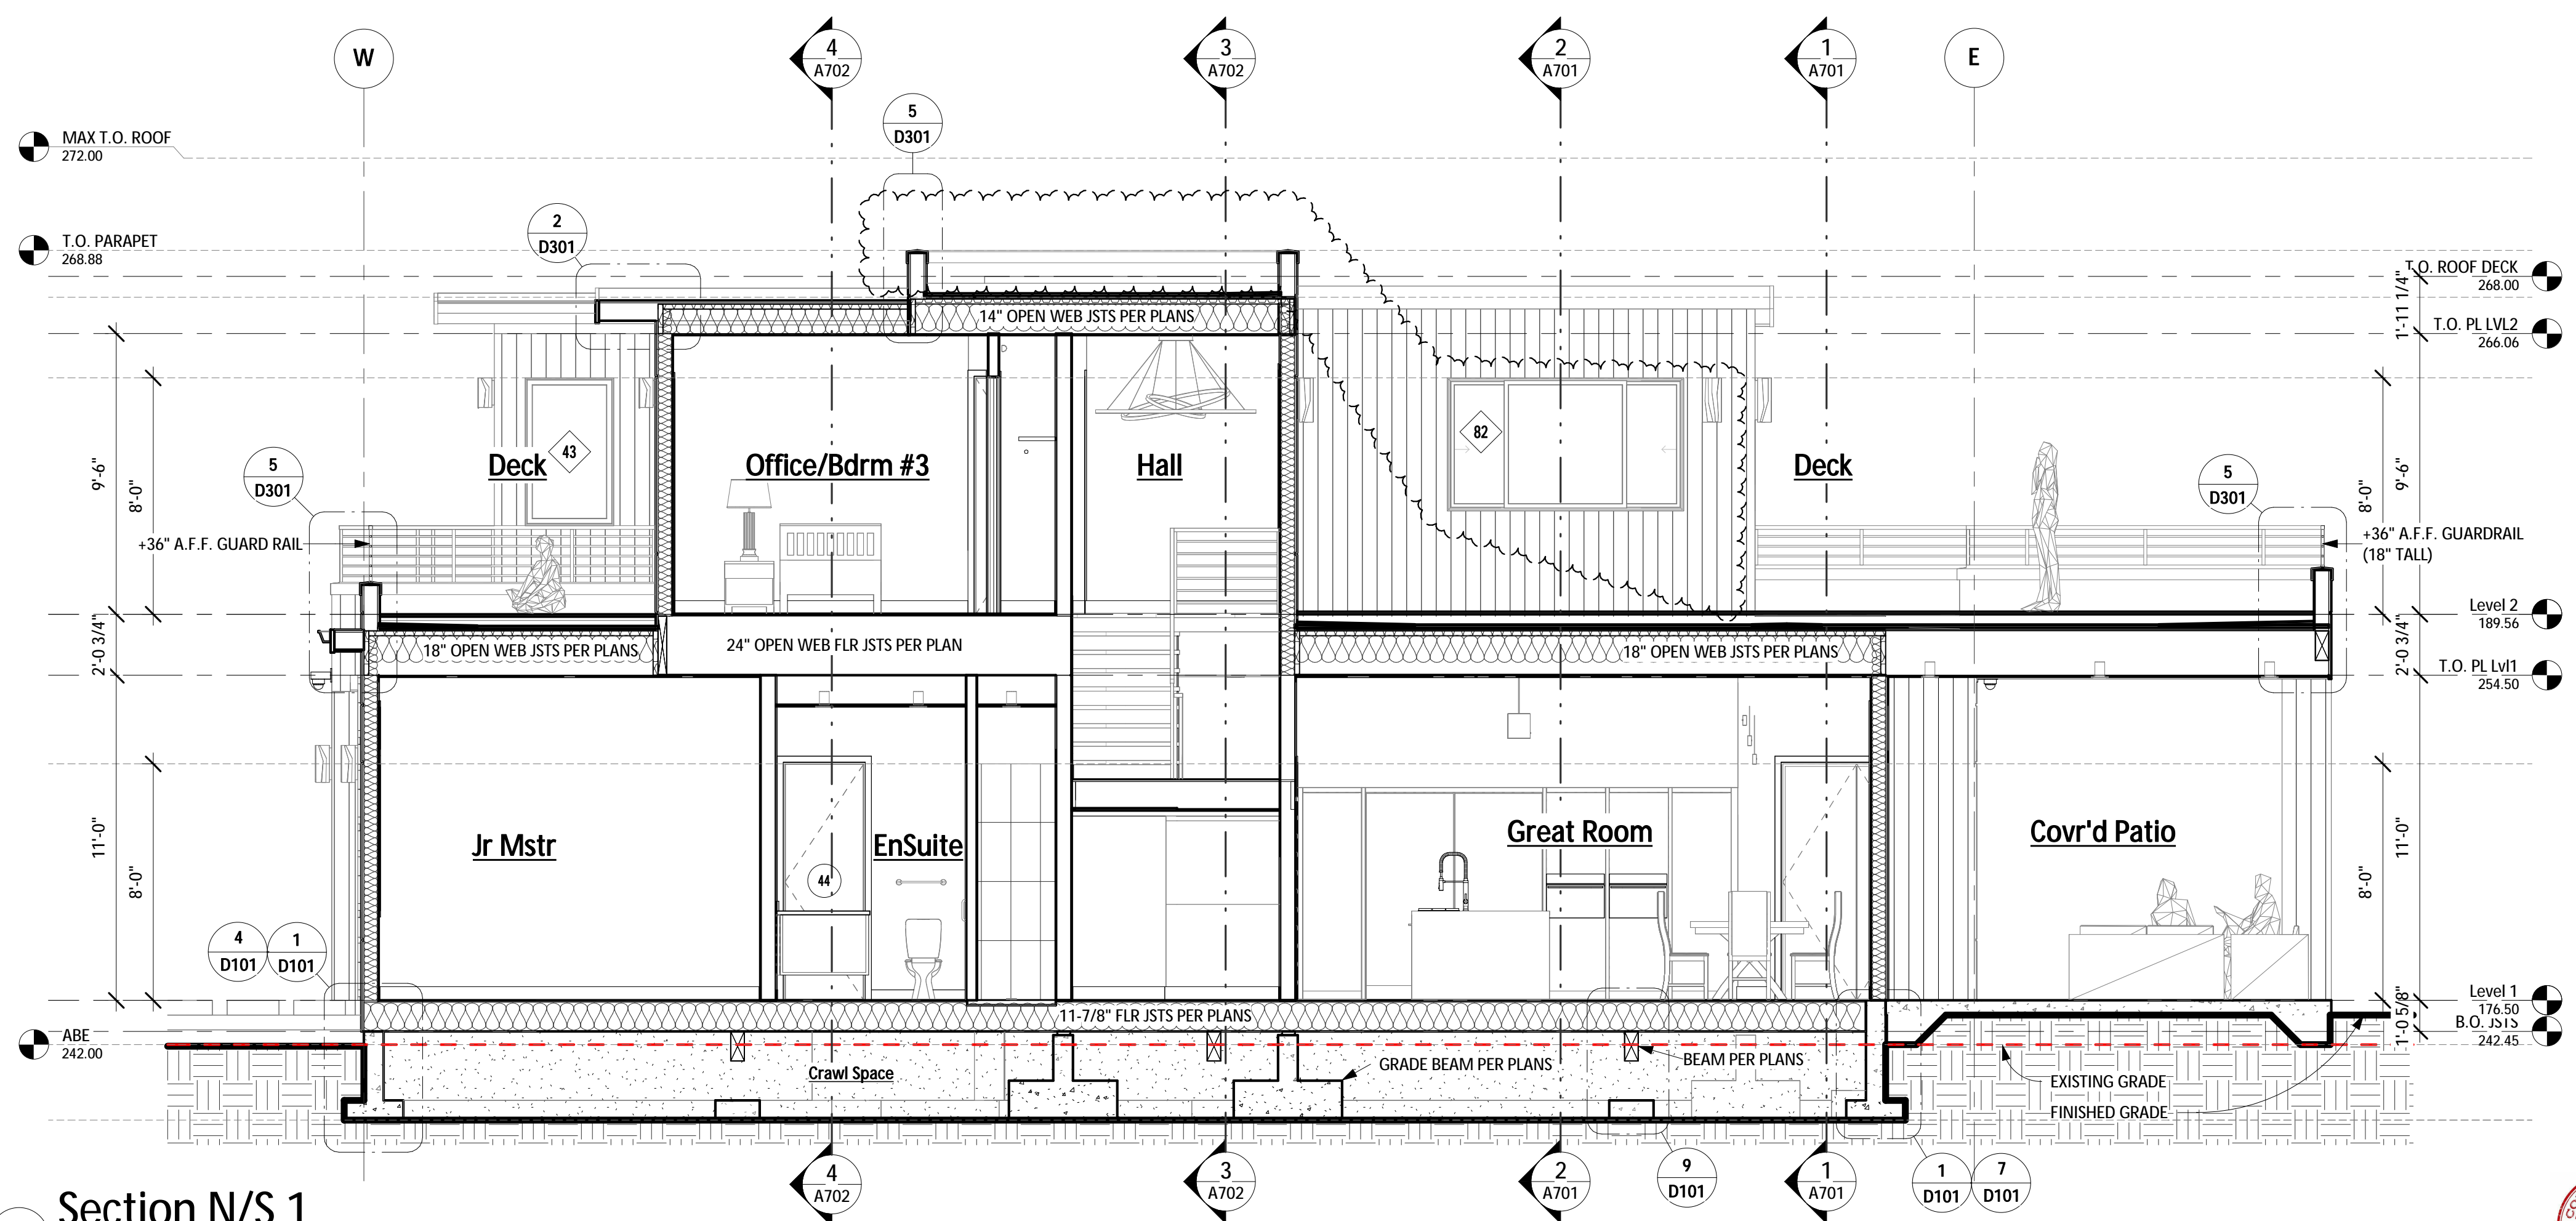 W
4
A702
3
A702
2
A701
1
A701
E
5
D301
MAX T.O. ROOF
272.00
2
D301
T.O. PARAPET
268.88
T.O. ROOF DECK
268.00
1'-11 1/4"
14" OPEN WEB JSTS PER PLANS
T.O. PL LVL2
266.06
43
82
Deck
Office/Bdrm #3
Hall
Deck
5
D301
5
D301
9'-6"
8'-0"
8'-0"
9'-6"
+36" A.F.F. GUARD RAIL
+36" A.F.F. GUARDRAIL
(18" TALL)
Level 2
189.56
2'-0 3/4"
18" OPEN WEB JSTS PER PLANS
24" OPEN WEB FLR JSTS PER PLAN
18" OPEN WEB JSTS PER PLANS
2'-0 3/4"
T.O. PL Lvl1
254.50
11'-0"
8'-0"
Jr Mstr
EnSuite
44
Great Room
Covr'd Patio
8'-0"
11'-0"
4
D101
1
D101
Level 1
176.50
1'-0 5/8"
B.O. JSTS
242.45
11-7/8" FLR JSTS PER PLANS
ABE
242.00
Crawl Space
GRADE BEAM PER PLANS
BEAM PER PLANS
EXISTING GRADE
FINISHED GRADE
4
A702
3
A702
2
A701
9
D101
1
A701
1
D101
7
D101
Section N/S 1